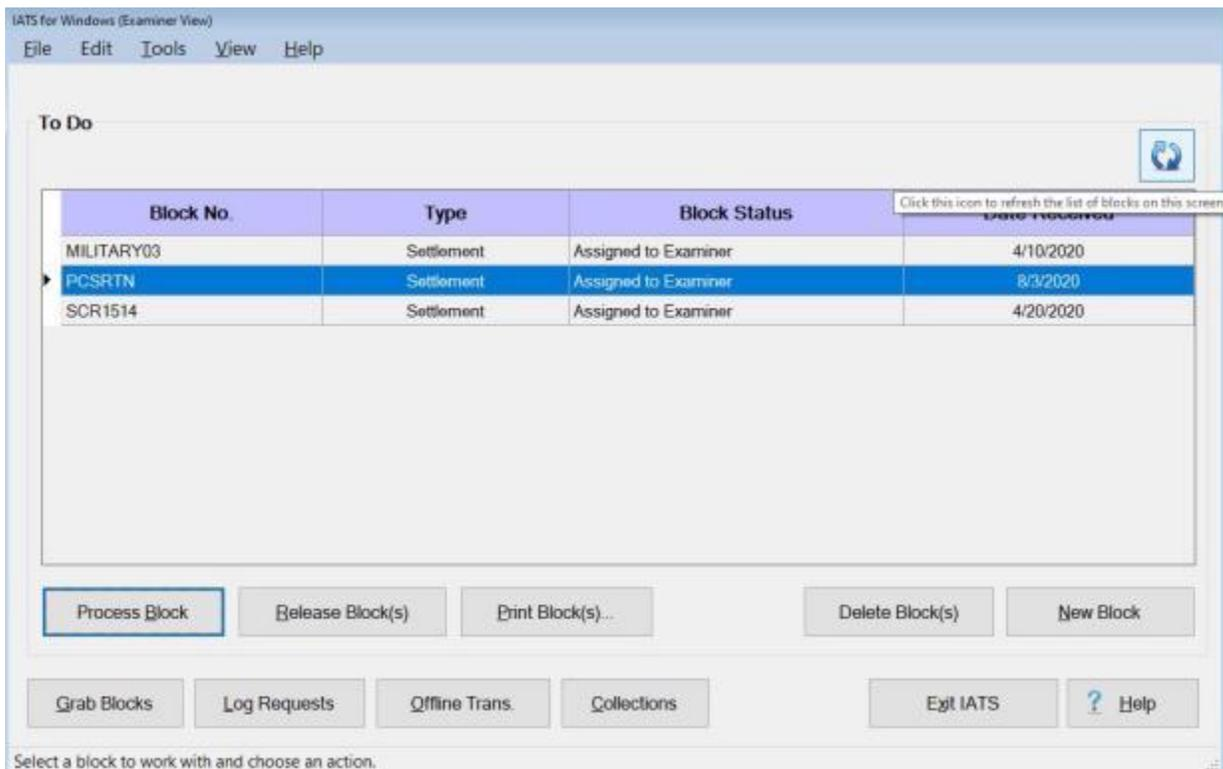 IATS for Windows (Examiner View)
File Edit Tools View Help
To Do
Click this icon to refresh the list of blocks on this screen
Block No. Type Block Status Date Received
MILITARY03 Settlement Assigned to Examiner 4/10/2020
PCSRTN Settlement Assigned to Examiner 8/3/2020
SCR1514 Settlement Assigned to Examiner 4/20/2020
Process Block Release Block(s) Print Block(s)... Delete Block(s) New Block
Grab Blocks Log Requests Offline Trans. Collections Exit IATS ? Help
Select a block to work with and choose an action.